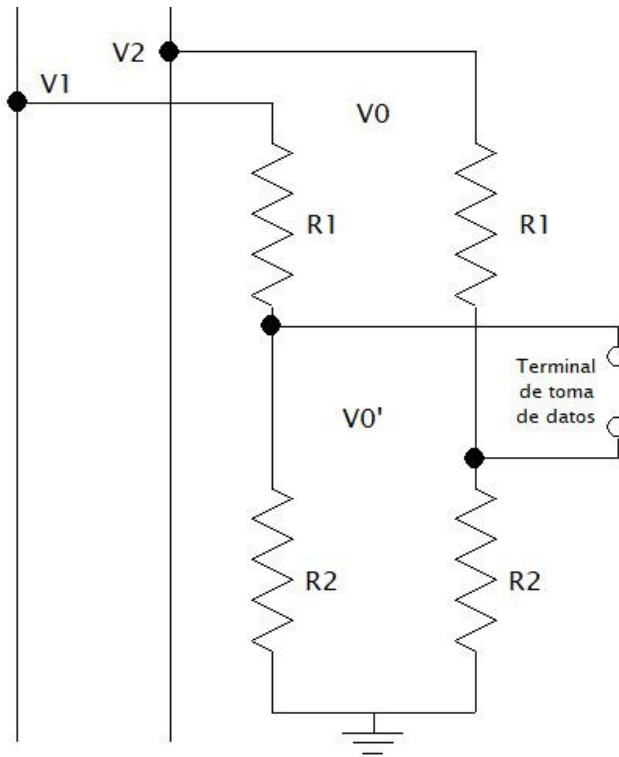 V2
V1
V0
R1
R1
Terminal
de toma
de datos
V0'
R2
R2